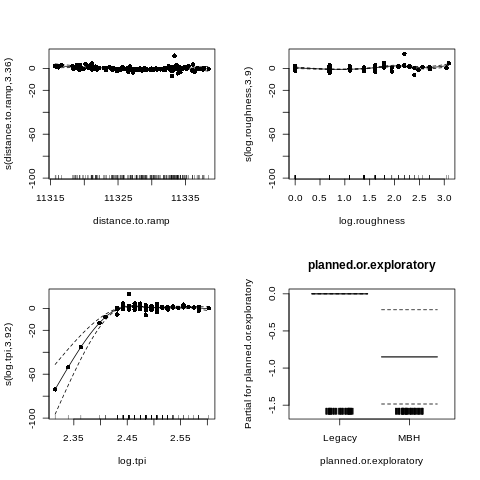 s(distance.to.ramp,3.36)
0
-20
-60
-100
11315
11325
11335
distance.to.ramp
s(log.roughness,3.9)
0
-20
-60
-100
0.0
0.5
1.0
1.5
2.0
2.5
3.0
log.roughness
s(log.tpi,3.92)
0
-20
-60
-100
2.35
2.45
2.55
log.tpi
planned.or.exploratory
Partial for planned.or.exploratory
0.0
-0.5
-1.0
-1.5
Legacy
MBH
planned.or.exploratory